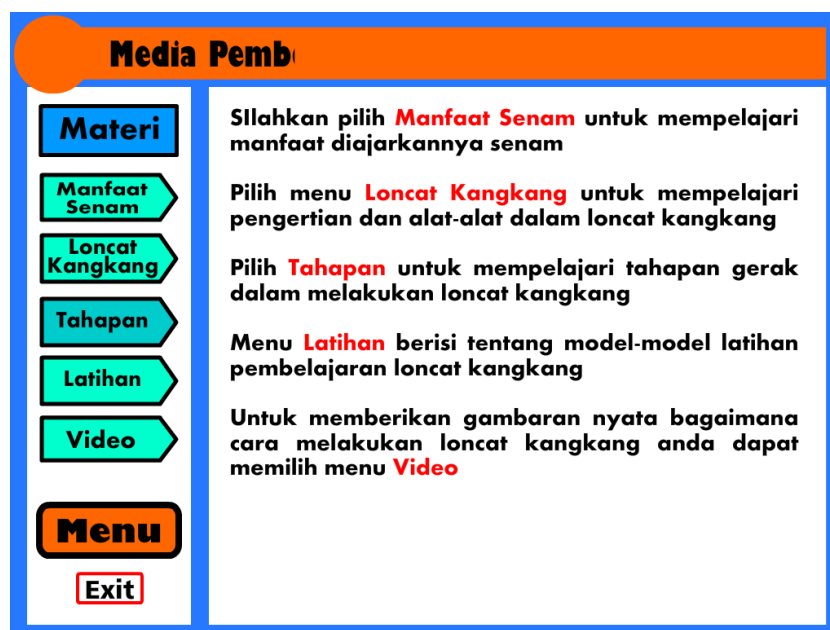 Media Pemb
Materi
Manfaat
Senam
Loncat
Kangkang
Tahapan
Latihan
Video
Menu
Exit
SIlahkan pilih Manfaat Senam untuk mempelajari
manfaat diajarkannya senam
Pilih menu Loncat Kangkang untuk mempelajari
pengertian dan alat-alat dalam loncat kangkang
Pilih Tahapan untuk mempelajari tahapan gerak
dalam melakukan loncat kangkang
Menu Latihan berisi tentang model-model latihan
pembelajaran loncat kangkang
Untuk memberikan gambaran nyata bagaimana
cara melakukan loncat kangkang anda dapat
memilih menu Video